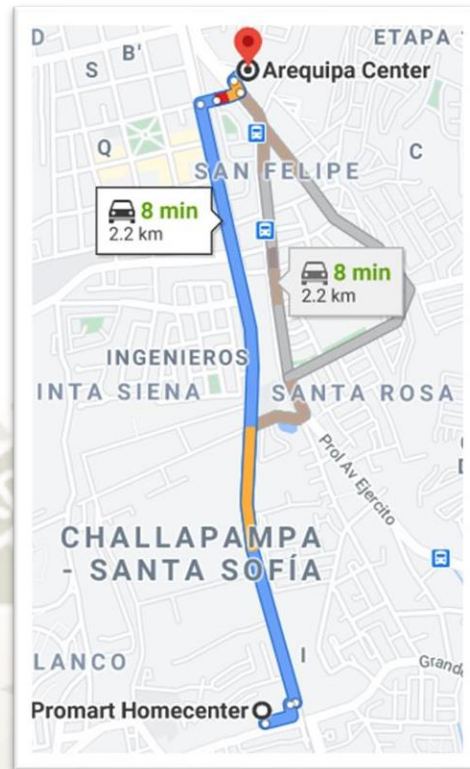 D
B'
ETAPA
S
Arequipa Center
Q
C
SAN FELIPE
8 min
2.2 km
8 min
2.2 km
INGENIEROS
INTA SIENA
SANTA ROSA
Prol Av Ejercito
CHALLAPAMPA
- SANTA SOFÍA
LANCO
I
Grande
Promart Homecenter